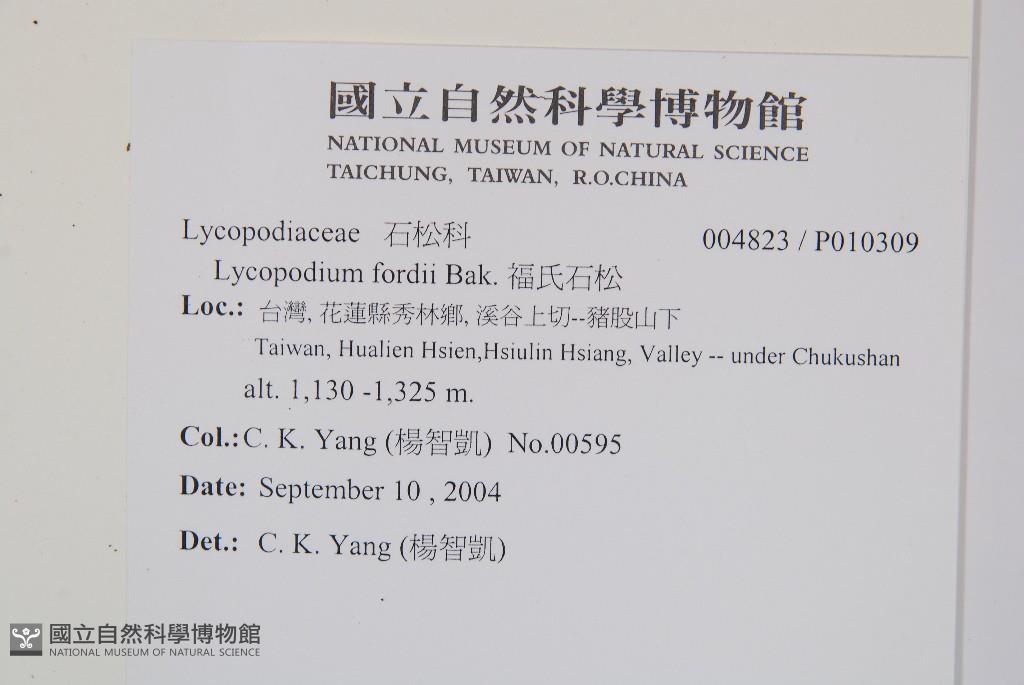 國立自然科學博物館
NATIONAL MUSEUM OF NATURAL SCIENCE
TAICHUNG, TAIWAN, R.O.CHINA
Lycopodiaceae 石松科 004823 / P010309
Lycopodium fordii Bak. 福氏石松
Loc.: 台灣, 花蓮縣秀林鄉, 溪谷上切--豬股山下
Taiwan, Hualien Hsien,Hsiulin Hsiang, Valley -- under Chukushan
alt. 1,130 -1,325 m.
Col.: C. K. Yang (楊智凱) No.00595
Date: September 10 , 2004
Det.: C. K. Yang (楊智凱)
國立自然科學博物館
NATIONAL MUSEUM OF NATURAL SCIENCE